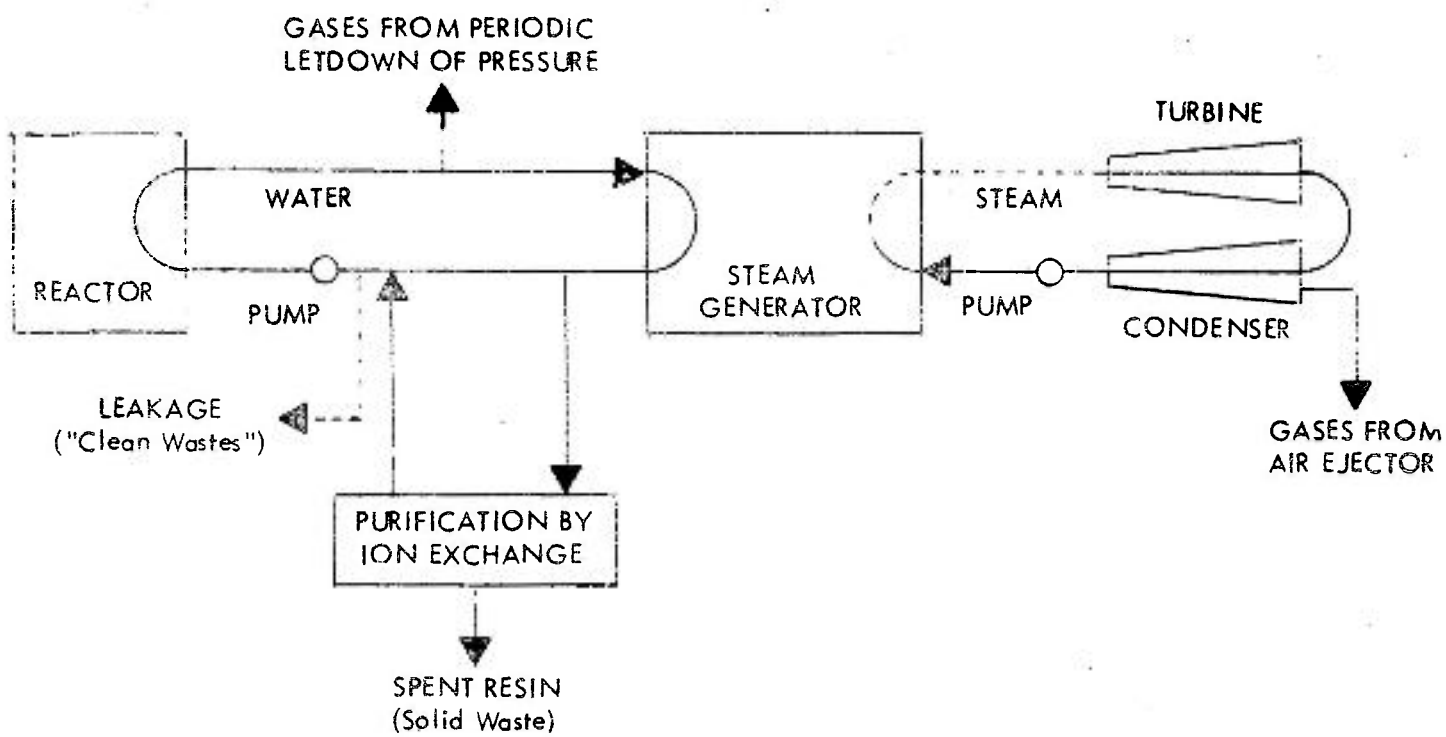 GASES FROM PERIODIC
LETDOWN OF PRESSURE
TURBINE
WATER
STEAM
REACTOR
PUMP
STEAM
GENERATOR
PUMP
CONDENSER
LEAKAGE
("Clean Wastes")
GASES FROM
AIR EJECTOR
PURIFICATION BY
ION EXCHANGE
SPENT RESIN
(Solid Waste)